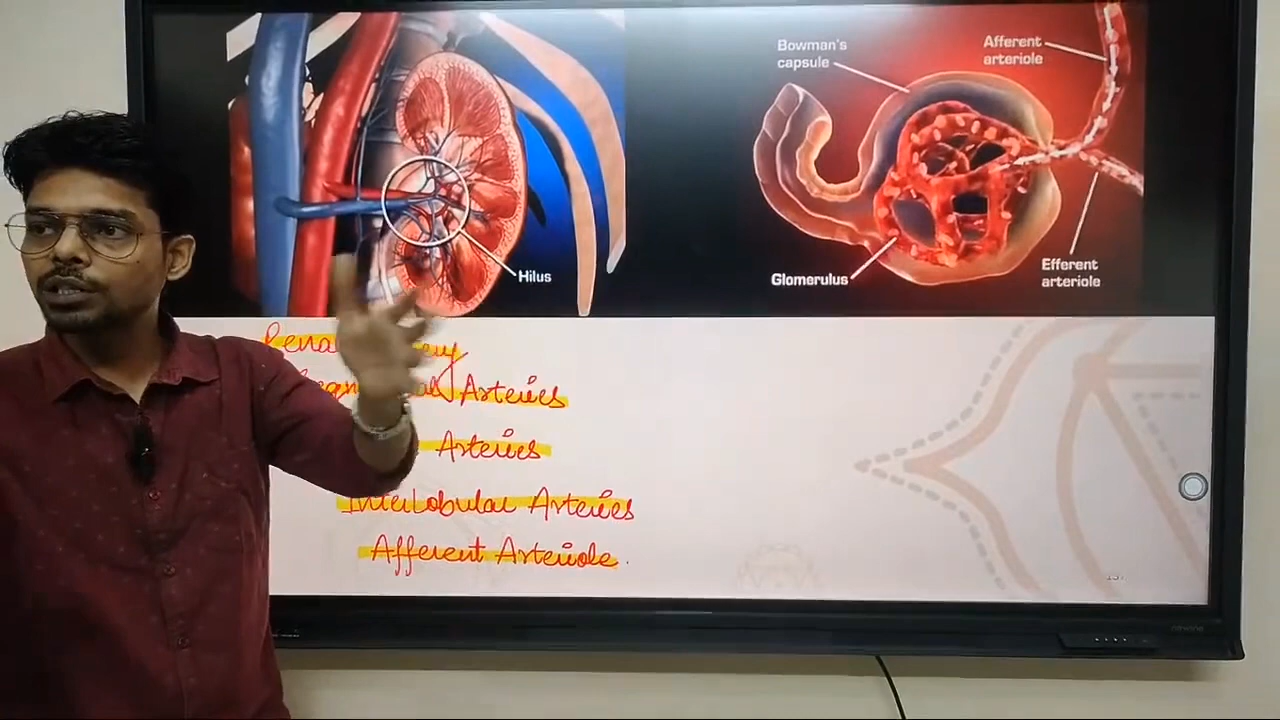 Bowman's
capsule
Afferent
arteriole
Hilus
Glomerulus
Efferent
arteriole
Arteries
Arteries
Interlobular Arteries
Afferent Arteriole.